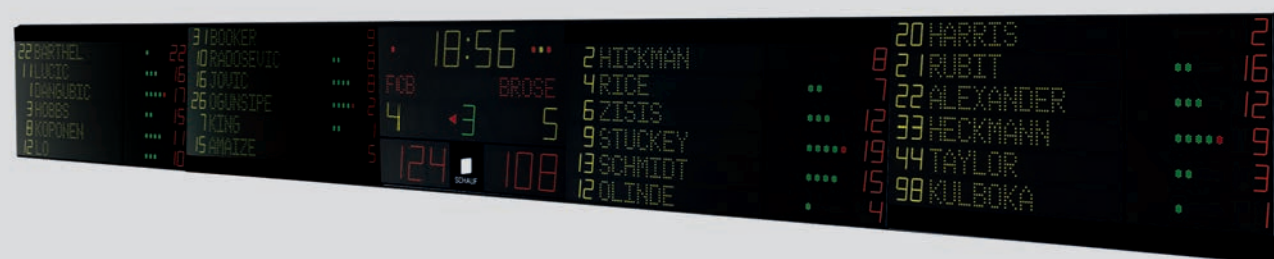 22 BARTHEL 22
11 LUCIC 16
1 DANGUBIC 17
3 HOBBS 15
8 KOPONEN 11
12 LO 10
31 BOOKER
10 RADOSEVIC
16 JOVIC
26 OGUNSIPE
7 KING
15 AMAIZE 5
18:56
FCB BROSE
4 3 5
124 SCHAUF 108
2 HICKMAN 8
4 RICE 7
6 ZISIS 12
9 STUCKEY 19
13 SCHMIDT 15
12 OLINDE 4
20 HARRIS 2
21 RUBIT 16
22 ALEXANDER 12
33 HECKMANN 9
44 TAYLOR 3
98 KULBOKA 1